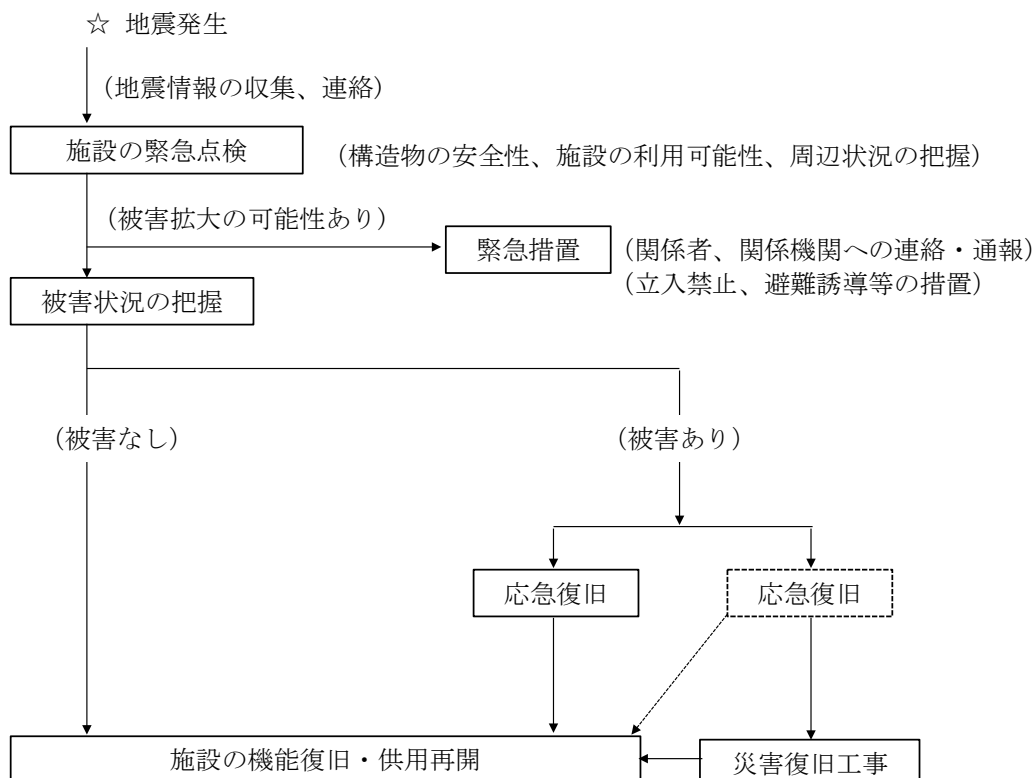 ☆ 地震発生
（地震情報の収集、連絡）
施設の緊急点検
（構造物の安全性、施設の利用可能性、周辺状況の把握）
（被害拡大の可能性あり）
緊急措置
（関係者、関係機関への連絡・通報）
（立入禁止、避難誘導等の措置）
被害状況の把握
（被害なし）
（被害あり）
応急復旧
応急復旧
施設の機能復旧・供用再開
災害復旧工事